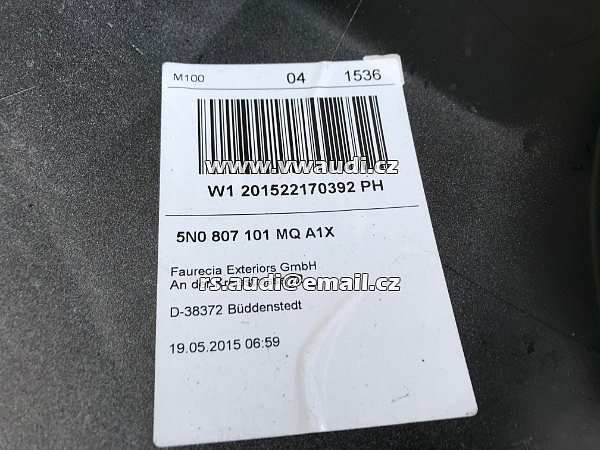 M100 04 1536
www.vwaudi.cz
W1 201522170392 PH
5N0 807 101 MQ A1X
Faurecia Exteriors GmbH
An
rs.audi@email.cz
D-38372 Büddenstedt
19.05.2015 06:59